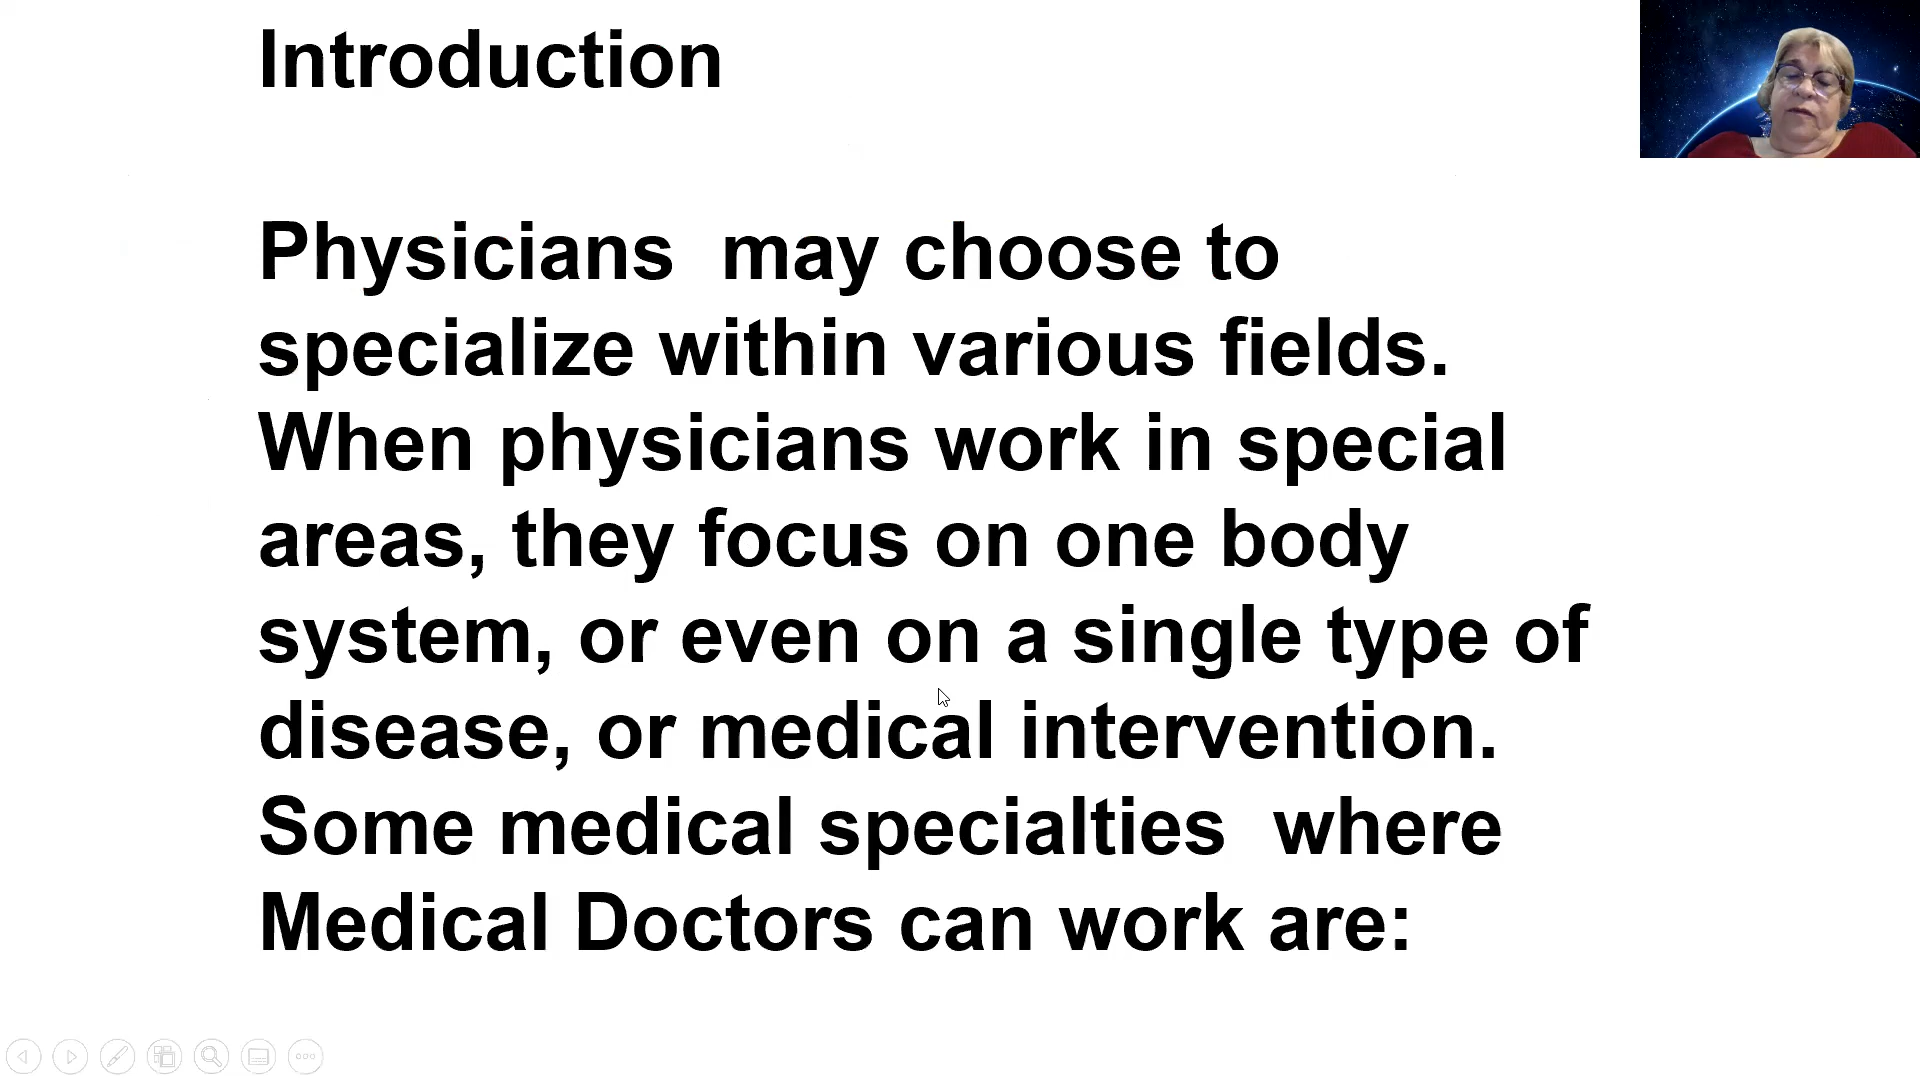 Introduction
Physicians  may choose to
specialize within various fields.
When physicians work in special
areas, they focus on one body
system, or even on a single type of
disease, or medical intervention.
Some medical specialties  where
Medical Doctors can work are: